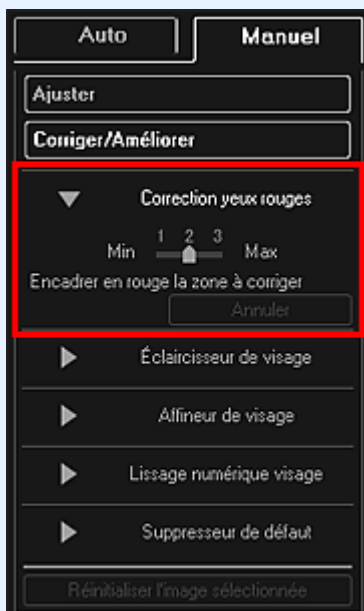 Auto Manuel
Ajuster
Corriger/Améliorer
Correction yeux rouges
1 2 3
Min Max
Encadrer en rouge la zone à corriger
Annuler
Éclaircisseur de visage
Affineur de visage
Lissage numérique visage
Suppresseur de défaut
Réinitialiser l'image sélectionnée